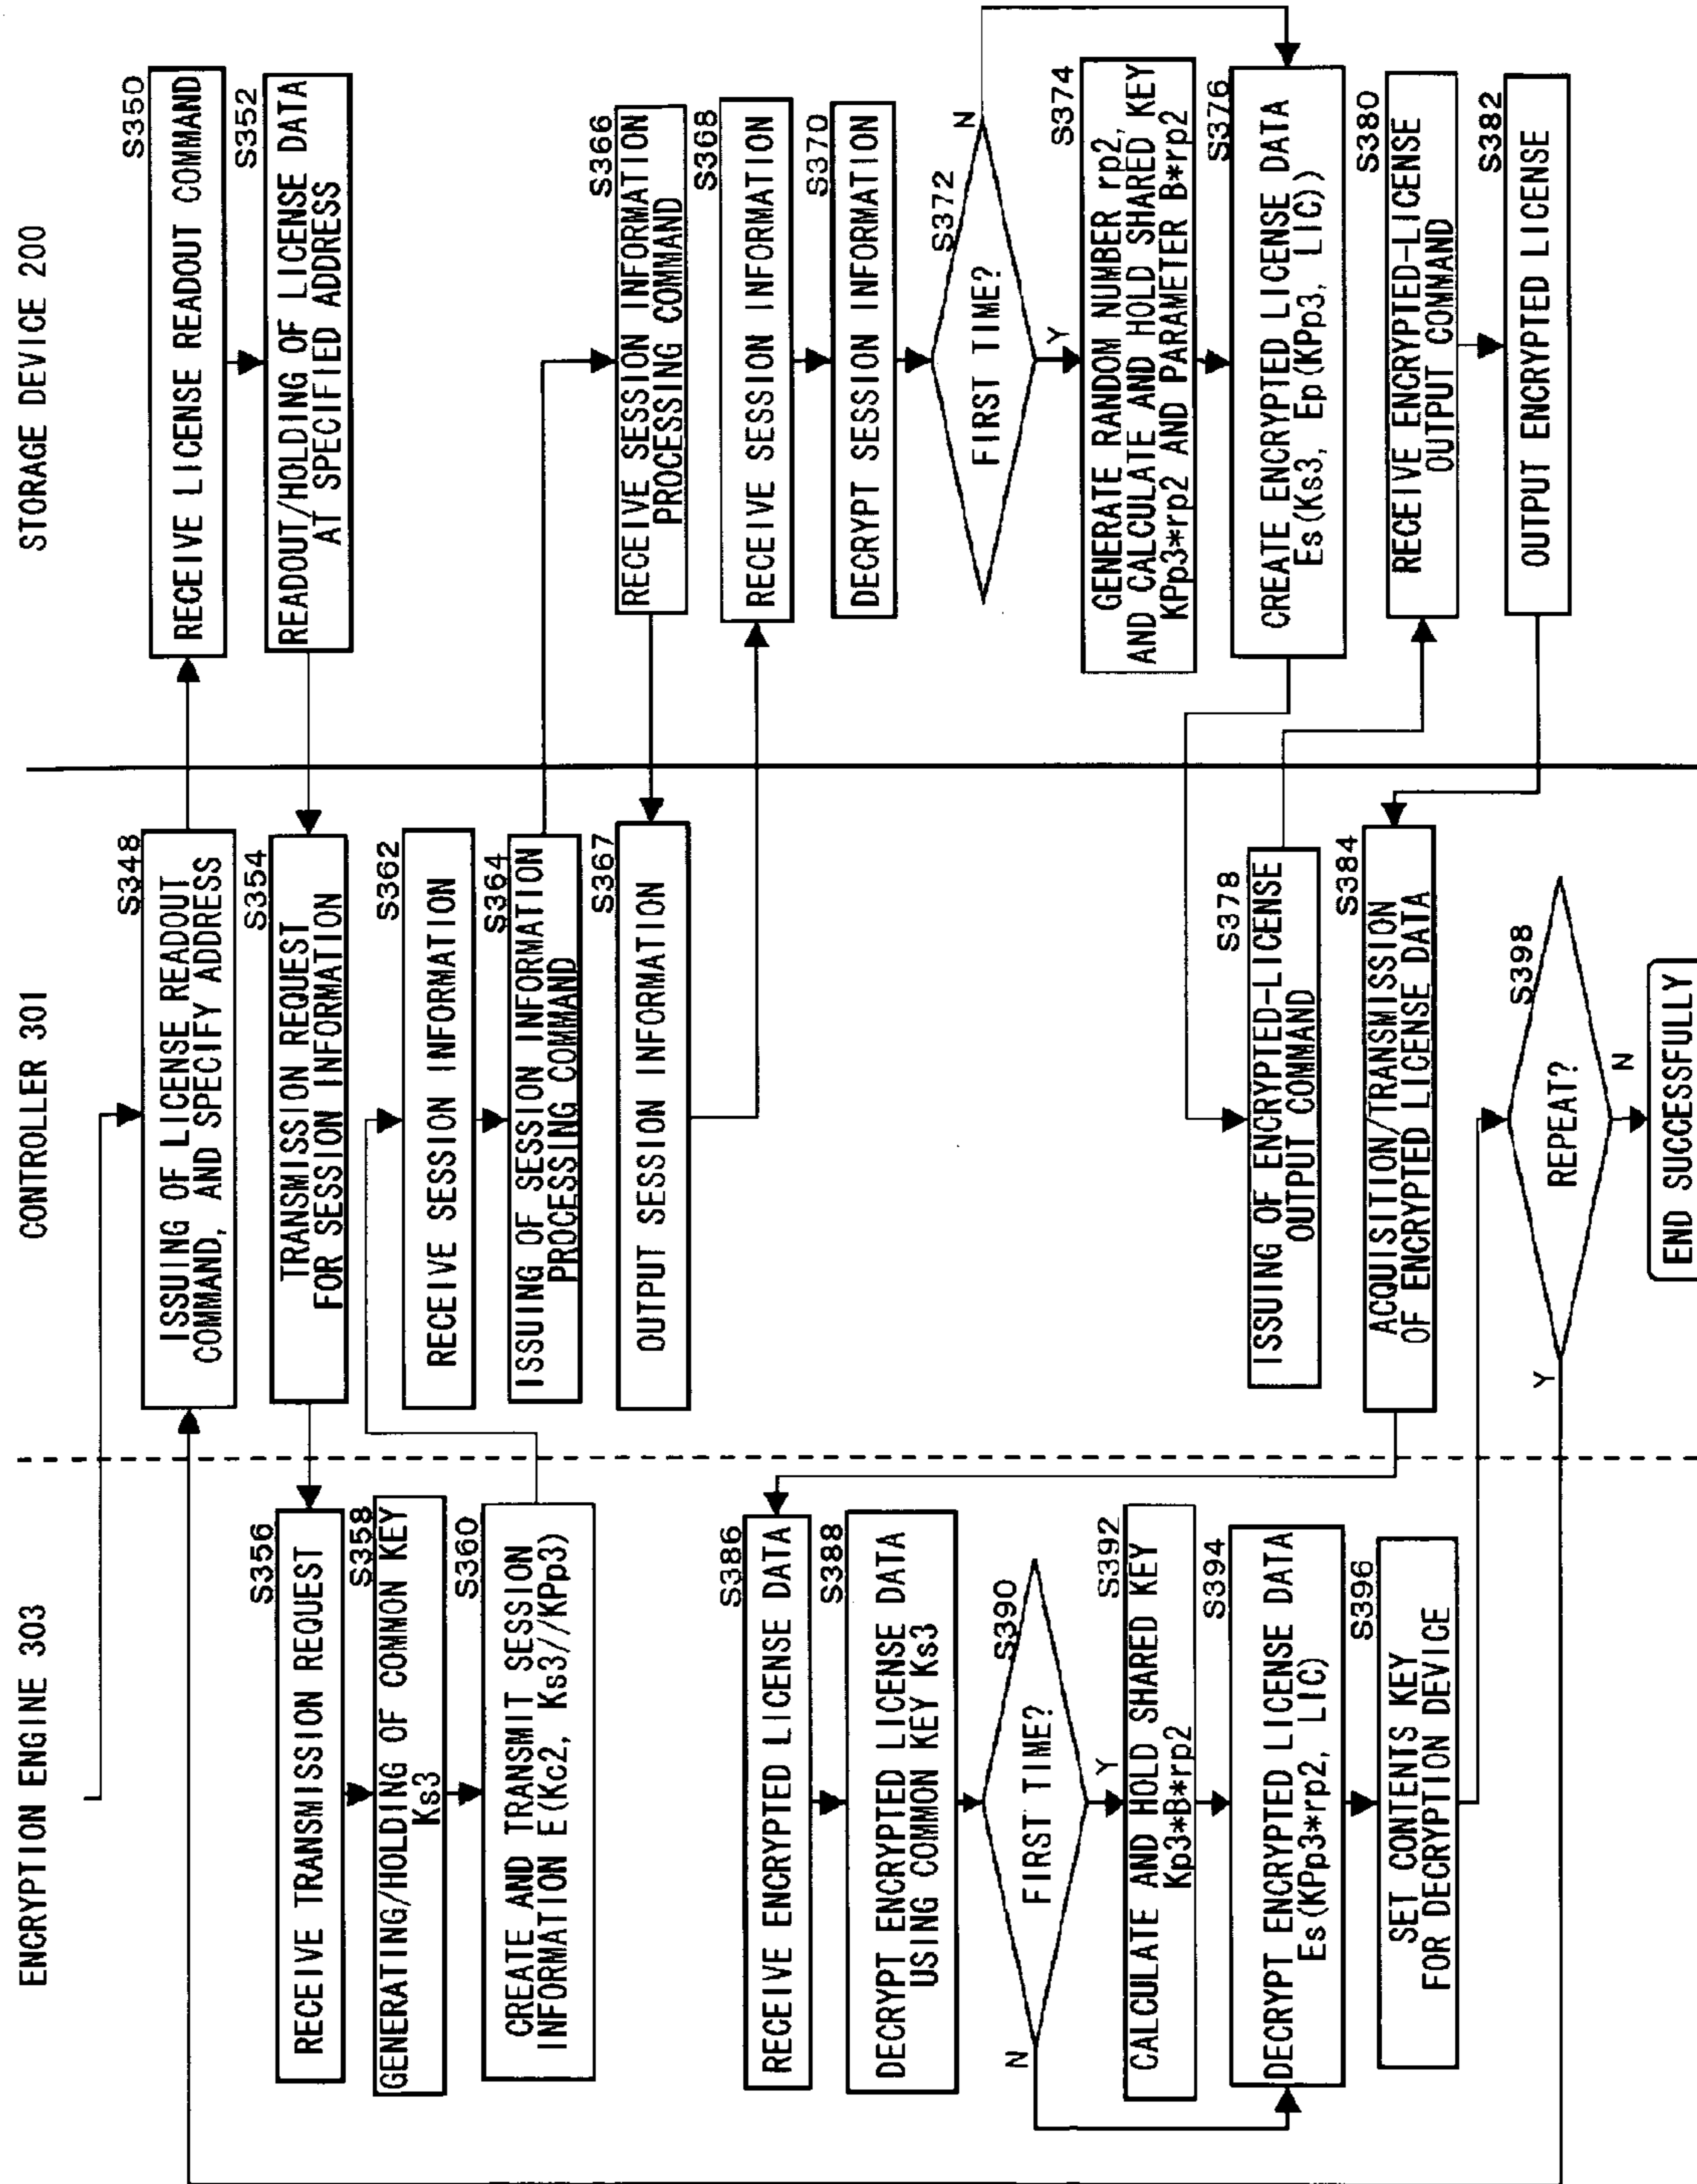 ENCRYPTION ENGINE 303
CONTROLLER 301
STORAGE DEVICE 200
S348
ISSUING OF LICENSE READOUT
COMMAND, AND SPECIFY ADDRESS
S350
RECEIVE LICENSE READOUT COMMAND
S352
READOUT/HOLDING OF LICENSE DATA
AT SPECIFIED ADDRESS
S354
TRANSMISSION REQUEST
FOR SESSION INFORMATION
S356
RECEIVE TRANSMISSION REQUEST
S358
GENERATING/HOLDING OF COMMON KEY
Ks3
S360
CREATE AND TRANSMIT SESSION
INFORMATION E(Kc2, Ks3//KPp3)
S362
RECEIVE SESSION INFORMATION
S364
ISSUING OF SESSION INFORMATION
PROCESSING COMMAND
S366
RECEIVE SESSION INFORMATION
PROCESSING COMMAND
S367
OUTPUT SESSION INFORMATION
S368
RECEIVE SESSION INFORMATION
S370
DECRYPT SESSION INFORMATION
S372
FIRST TIME?
N
Y
S374
GENERATE RANDOM NUMBER rp2,
AND CALCULATE AND HOLD SHARED KEY
KPp3*rp2 AND PARAMETER B*rp2
S376
CREATE ENCRYPTED LICENSE DATA
Es(Ks3, Ep(KPp3, LIC))
S378
ISSUING OF ENCRYPTED-LICENSE
OUTPUT COMMAND
S380
RECEIVE ENCRYPTED-LICENSE
OUTPUT COMMAND
S382
OUTPUT ENCRYPTED LICENSE
S384
ACQUISITION/TRANSMISSION
OF ENCRYPTED LICENSE DATA
S386
RECEIVE ENCRYPTED LICENSE DATA
S388
DECRYPT ENCRYPTED LICENSE DATA
USING COMMON KEY Ks3
S390
FIRST TIME?
N
Y
S392
CALCULATE AND HOLD SHARED KEY
Kp3*B*rp2
S394
DECRYPT ENCRYPTED LICENSE DATA
Es(KPp3*rp2, LIC)
S396
SET CONTENTS KEY
FOR DECRYPTION DEVICE
S398
REPEAT?
Y
N
END SUCCESSFULLY